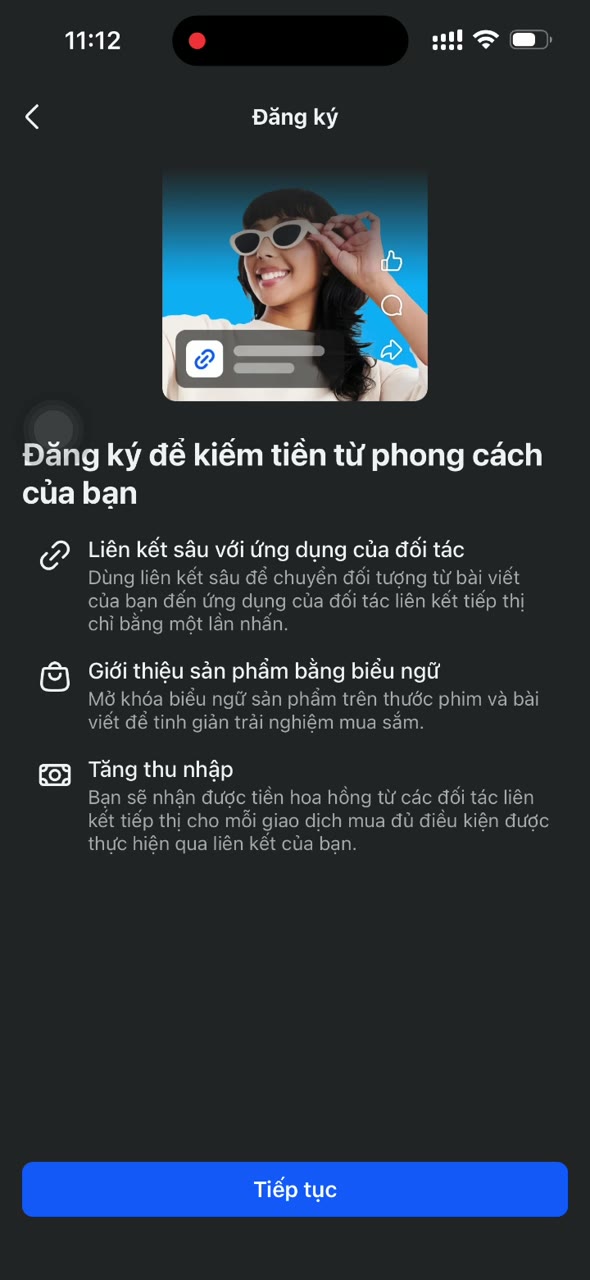 11:12
Đăng ký
Đăng ký để kiếm tiền từ phong cách
của bạn
Liên kết sâu với ứng dụng của đối tác
Dùng liên kết sâu để chuyển đối tượng từ bài viết
của bạn đến ứng dụng của đối tác liên kết tiếp thị
chỉ bằng một lần nhấn.
Giới thiệu sản phẩm bằng biểu ngữ
Mở khóa biểu ngữ sản phẩm trên thước phim và bài
viết để tinh giản trải nghiệm mua sắm.
Tăng thu nhập
Bạn sẽ nhận được tiền hoa hồng từ các đối tác liên
kết tiếp thị cho mỗi giao dịch mua đủ điều kiện được
thực hiện qua liên kết của bạn.
Tiếp tục